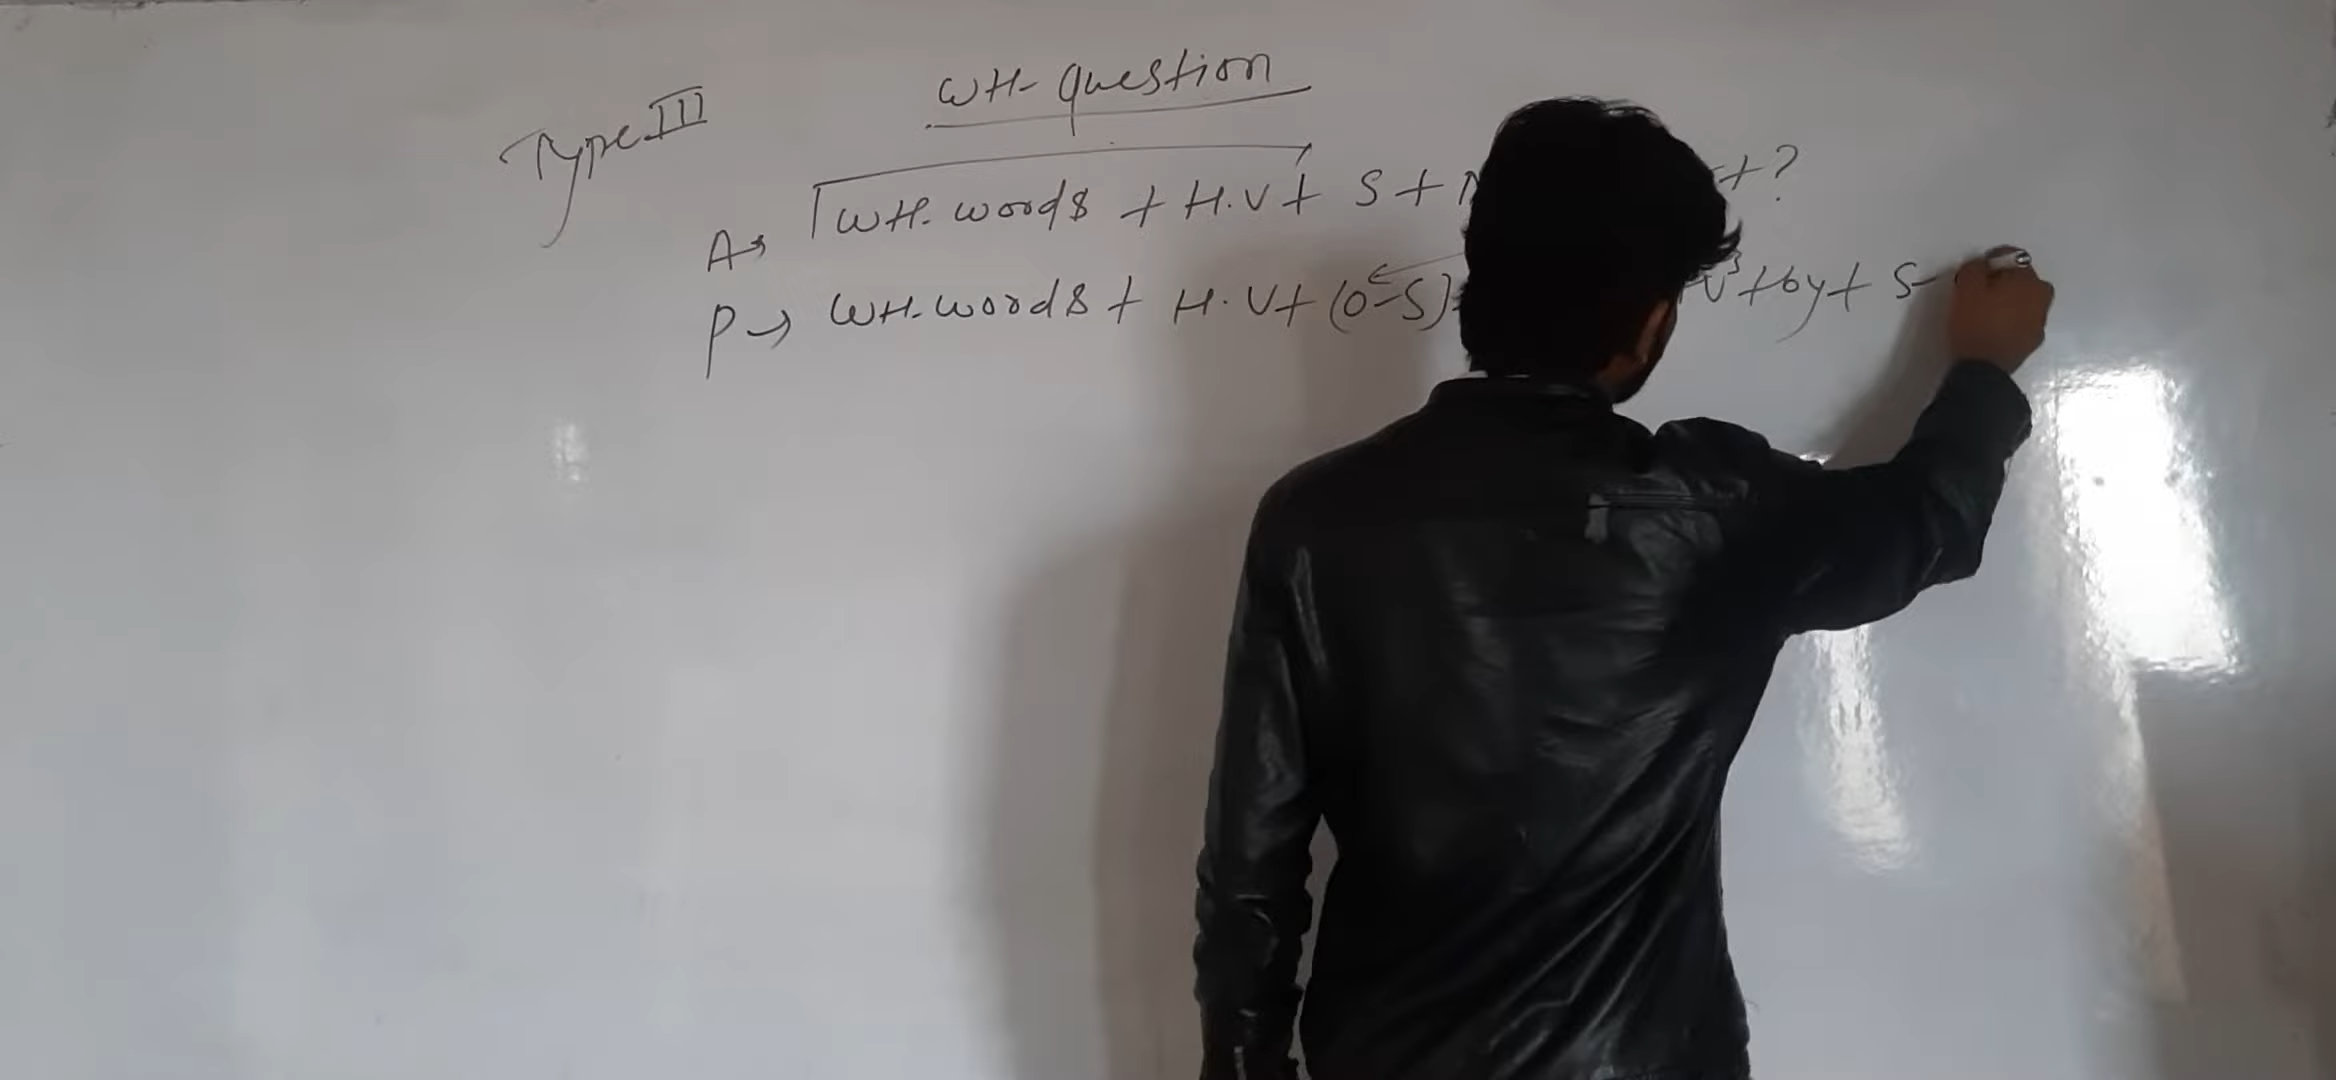 WH- Question
Type III
A→ WH. words + H.V + S + + ?
P→ WH. words + H.V + (O-S) V³ + by + S-